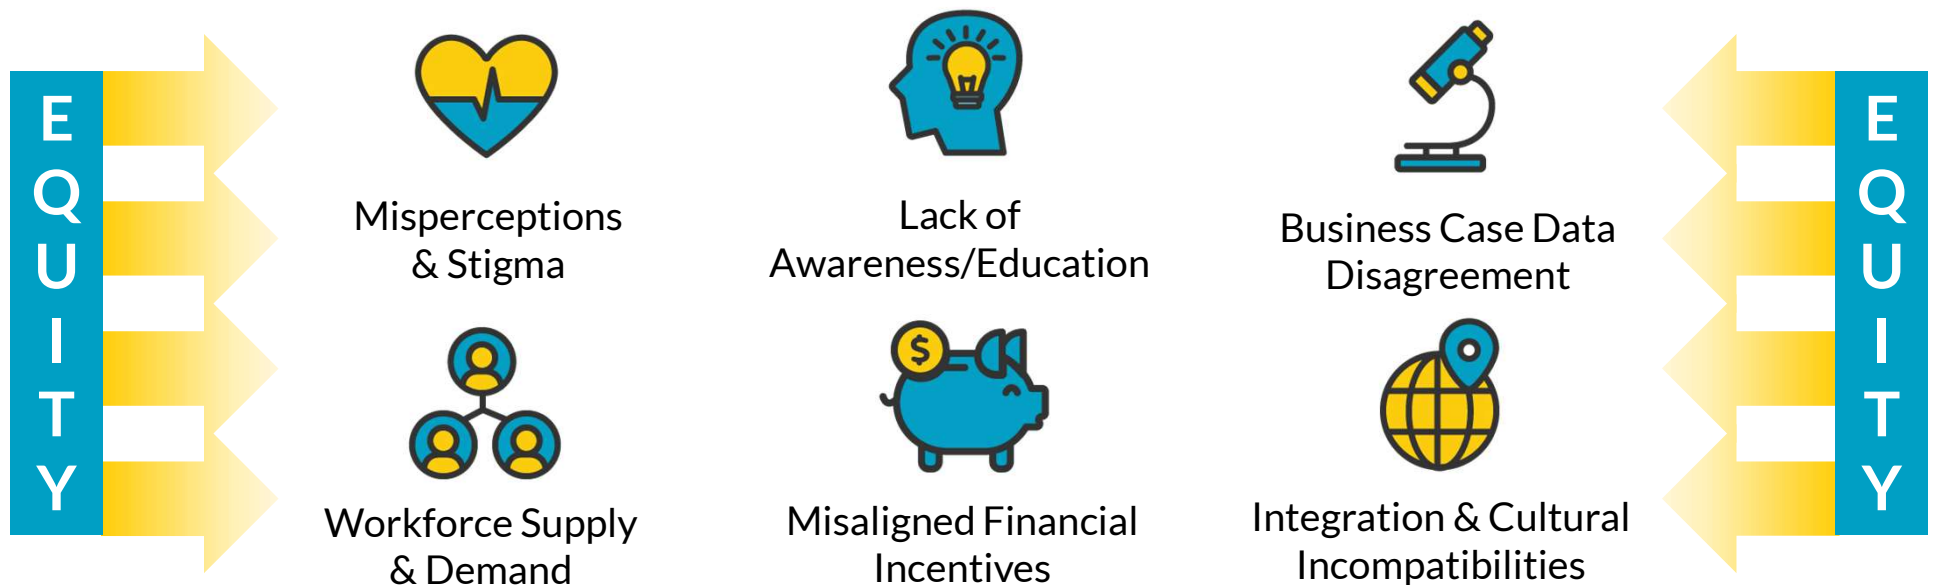 E
Q
U
I
T
Y
Misperceptions
& Stigma
Lack of
Awareness/Education
Business Case Data
Disagreement
Workforce Supply
& Demand
$
Misaligned Financial
Incentives
Integration & Cultural
Incompatibilities
E
Q
U
I
T
Y